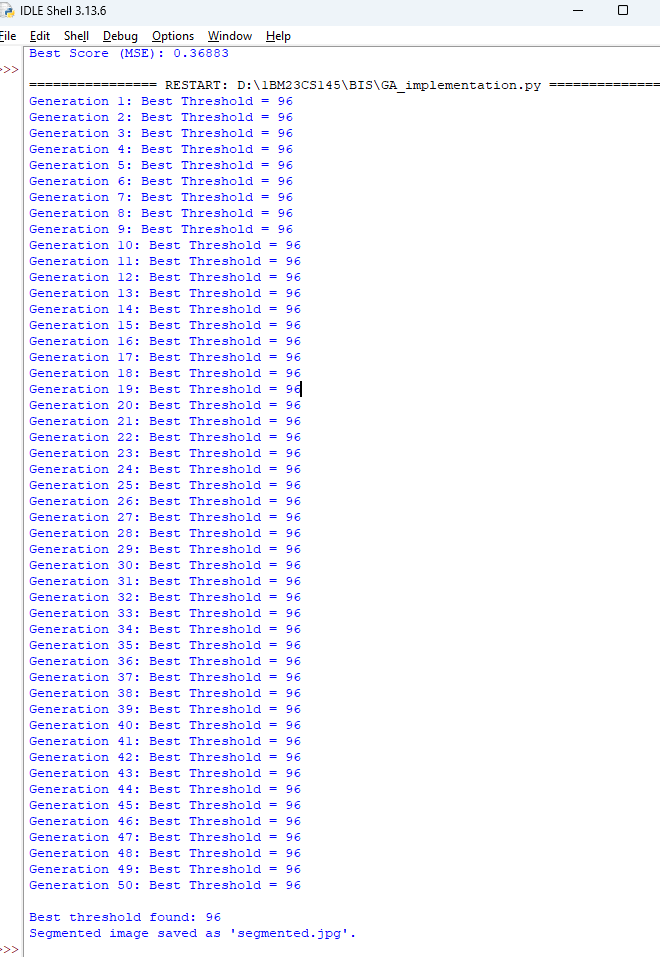 IDLE Shell 3.13.6
File Edit Shell Debug Options Window Help
Best Score (MSE): 0.36883
>>>
================ RESTART: D:\1BM23CS145\BIS\GA_implementation.py ==============
Generation 1: Best Threshold = 96
Generation 2: Best Threshold = 96
Generation 3: Best Threshold = 96
Generation 4: Best Threshold = 96
Generation 5: Best Threshold = 96
Generation 6: Best Threshold = 96
Generation 7: Best Threshold = 96
Generation 8: Best Threshold = 96
Generation 9: Best Threshold = 96
Generation 10: Best Threshold = 96
Generation 11: Best Threshold = 96
Generation 12: Best Threshold = 96
Generation 13: Best Threshold = 96
Generation 14: Best Threshold = 96
Generation 15: Best Threshold = 96
Generation 16: Best Threshold = 96
Generation 17: Best Threshold = 96
Generation 18: Best Threshold = 96
Generation 19: Best Threshold = 96
Generation 20: Best Threshold = 96
Generation 21: Best Threshold = 96
Generation 22: Best Threshold = 96
Generation 23: Best Threshold = 96
Generation 24: Best Threshold = 96
Generation 25: Best Threshold = 96
Generation 26: Best Threshold = 96
Generation 27: Best Threshold = 96
Generation 28: Best Threshold = 96
Generation 29: Best Threshold = 96
Generation 30: Best Threshold = 96
Generation 31: Best Threshold = 96
Generation 32: Best Threshold = 96
Generation 33: Best Threshold = 96
Generation 34: Best Threshold = 96
Generation 35: Best Threshold = 96
Generation 36: Best Threshold = 96
Generation 37: Best Threshold = 96
Generation 38: Best Threshold = 96
Generation 39: Best Threshold = 96
Generation 40: Best Threshold = 96
Generation 41: Best Threshold = 96
Generation 42: Best Threshold = 96
Generation 43: Best Threshold = 96
Generation 44: Best Threshold = 96
Generation 45: Best Threshold = 96
Generation 46: Best Threshold = 96
Generation 47: Best Threshold = 96
Generation 48: Best Threshold = 96
Generation 49: Best Threshold = 96
Generation 50: Best Threshold = 96
Best threshold found: 96
Segmented image saved as 'segmented.jpg'.
>>>